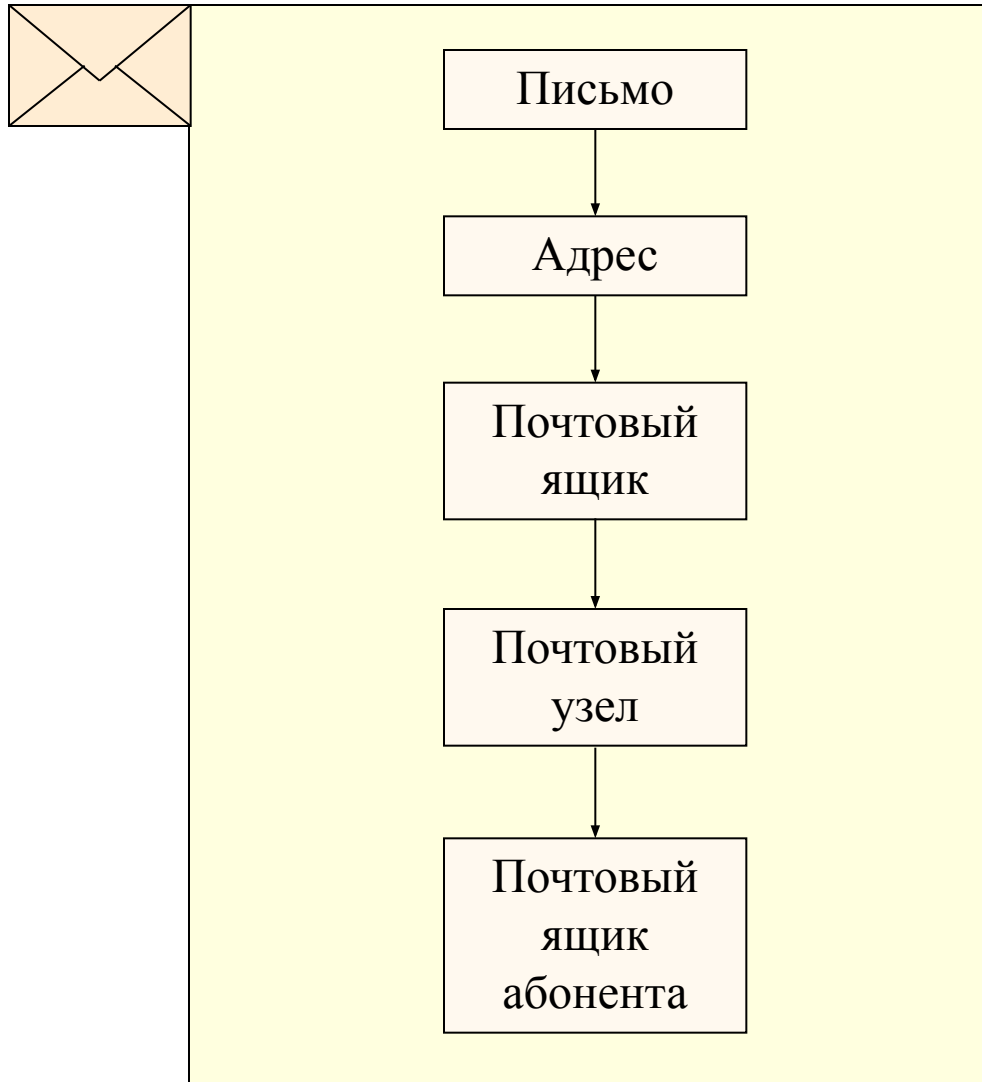 Письмо
Адрес
Почтовый
ящик
Почтовый
узел
Почтовый
ящик
абонента